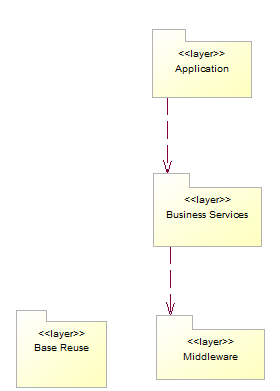 <<layer>>
Application
<<layer>>
Business Services
<<layer>>
Base Reuse
<<layer>>
Middleware